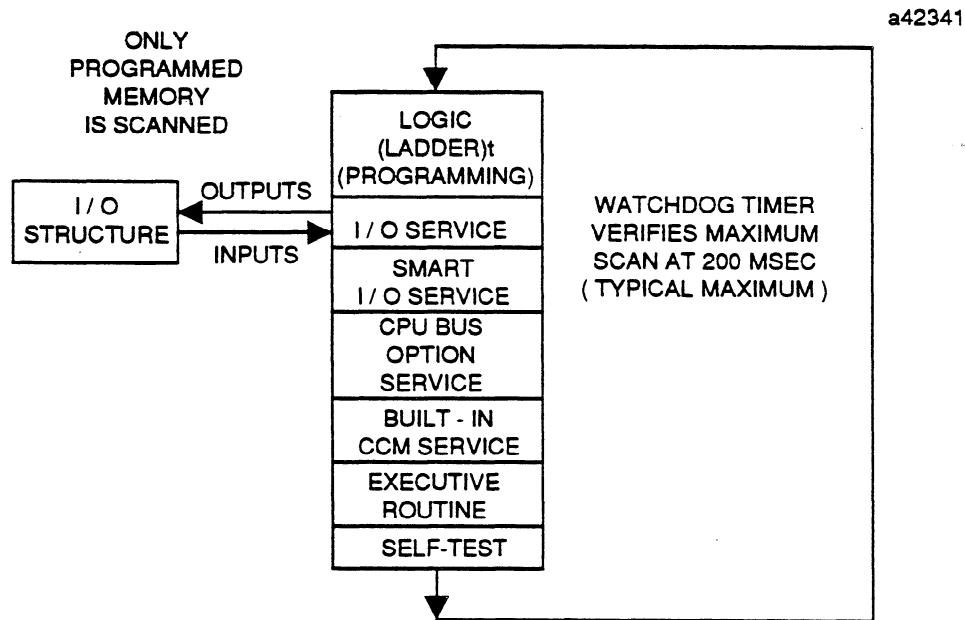 a42341
ONLY
PROGRAMMED
MEMORY
IS SCANNED
LOGIC
(LADDER)t
(PROGRAMMING)
I / O
STRUCTURE
OUTPUTS
INPUTS
I / O SERVICE
SMART
I / O SERVICE
CPU BUS
OPTION
SERVICE
BUILT - IN
CCM SERVICE
EXECUTIVE
ROUTINE
SELF-TEST
WATCHDOG TIMER
VERIFIES MAXIMUM
SCAN AT 200 MSEC
( TYPICAL MAXIMUM )